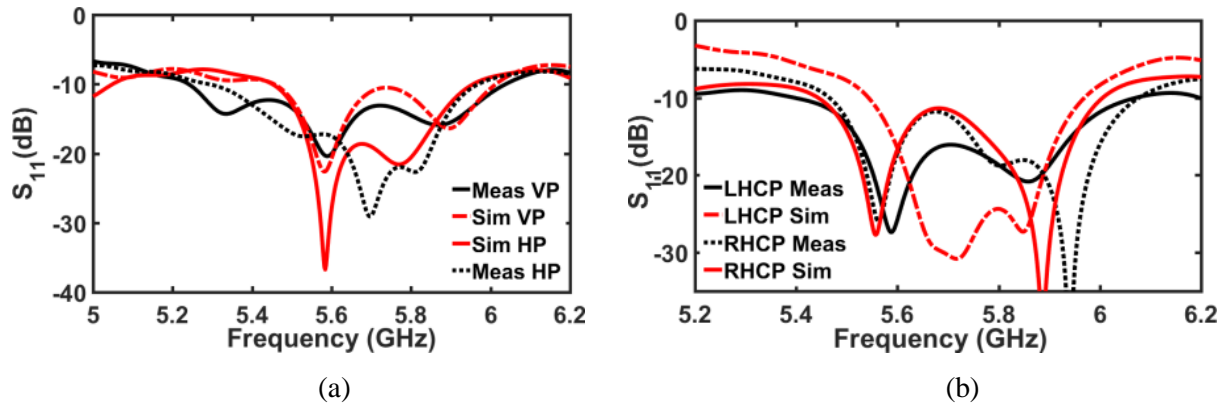 0
-10
-20
-30
-40
S11(dB)
5 5.2 5.4 5.6 5.8 6 6.2
Frequency (GHz)
Meas VP
Sim VP
Sim HP
Meas HP
(a)
0
-10
-20
-30
S11(dB)
5.2 5.4 5.6 5.8 6 6.2
Frequency (GHz)
LHCP Meas
LHCP Sim
RHCP Meas
RHCP Sim
(b)